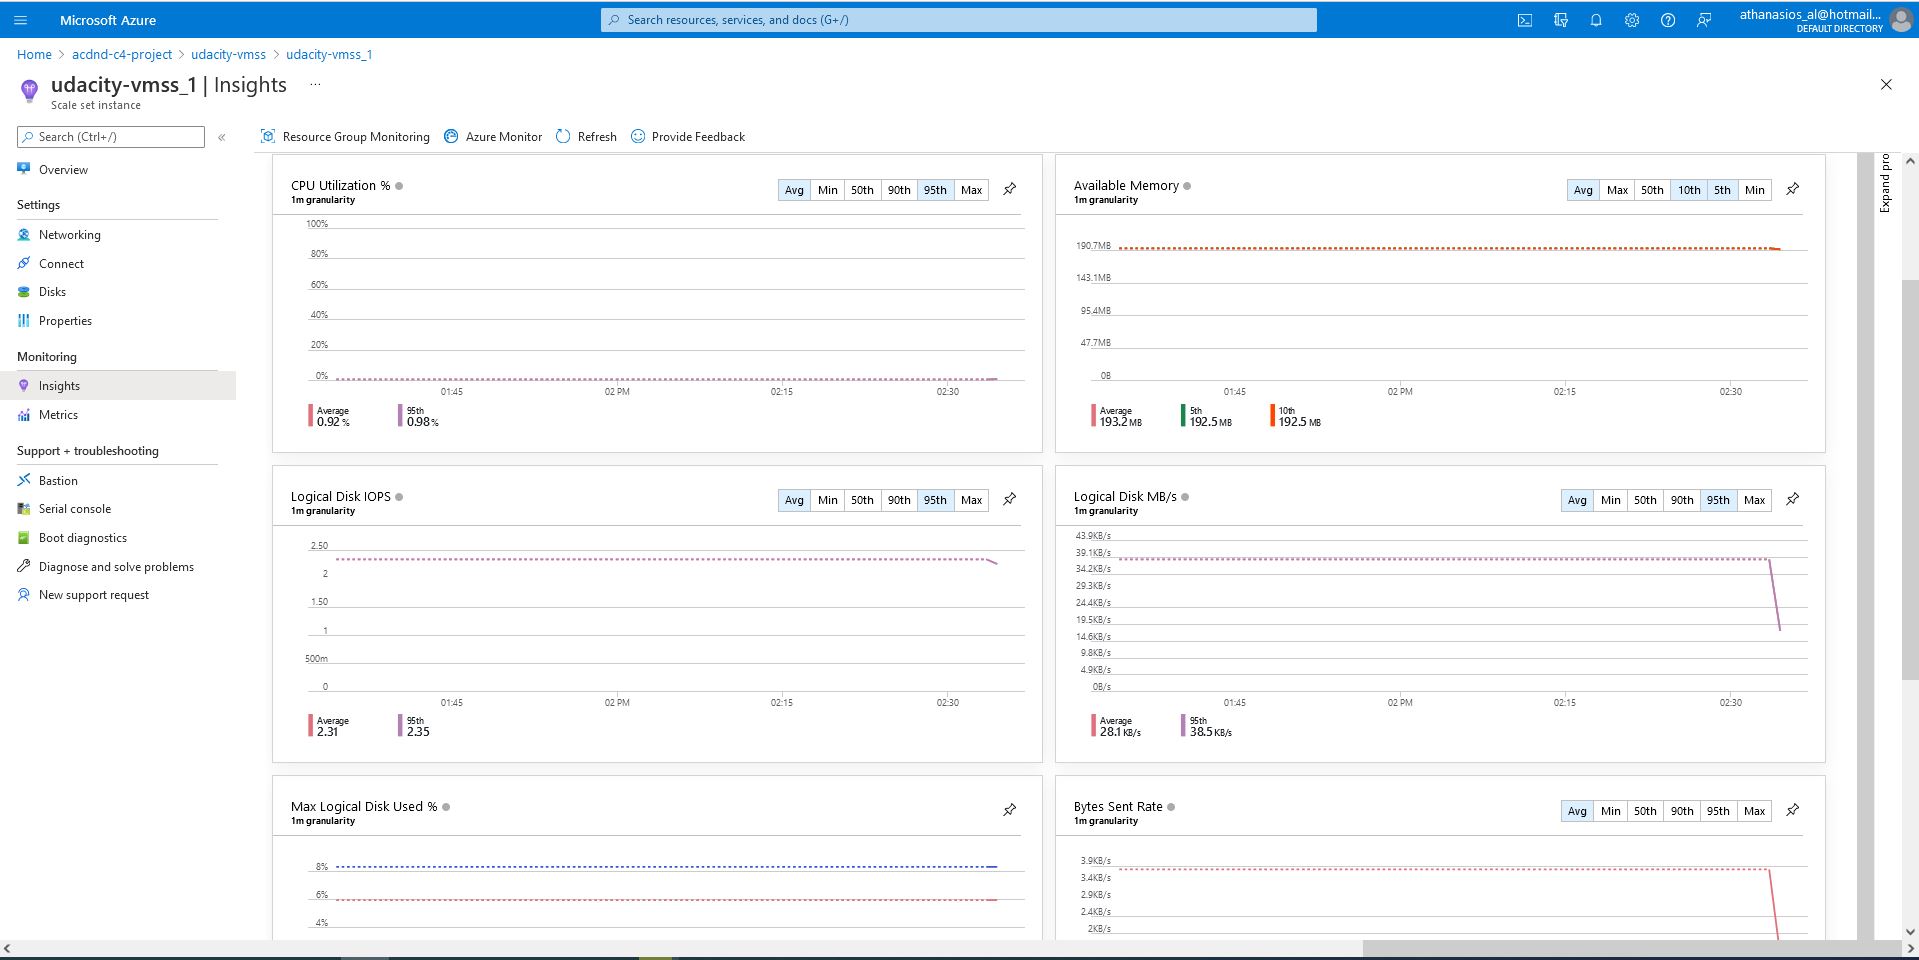 Microsoft Azure
Search resources, services, and docs (G+/)
athanasios_al@hotmail...
DEFAULT DIRECTORY
Home > acdnd-c4-project > udacity-vmss > udacity-vmss_1
udacity-vmss_1 | Insights ...
Scale set instance
Search (Ctrl+/) «
Resource Group Monitoring Azure Monitor Refresh Provide Feedback
Overview
Settings
Networking
Connect
Disks
Properties
Monitoring
Insights
Metrics
Support + troubleshooting
Bastion
Serial console
Boot diagnostics
Diagnose and solve problems
New support request
CPU Utilization %
1m granularity
Avg Min 50th 90th 95th Max
100%
80%
60%
40%
20%
0%
01:45 02 PM 02:15 02:30
Average 95th
0.92 % 0.98 %
Available Memory
1m granularity
Avg Max 50th 10th 5th Min
190.7MB
143.1MB
95.4MB
47.7MB
0B
01:45 02 PM 02:15 02:30
Average 5th 10th
193.2 MB 192.5 MB 192.5 MB
Expand pro
Logical Disk IOPS
1m granularity
Avg Min 50th 90th 95th Max
2.50
2
1.50
1
500m
0
01:45 02 PM 02:15 02:30
Average 95th
2.31 2.35
Logical Disk MB/s
1m granularity
Avg Min 50th 90th 95th Max
43.9KB/s
39.1KB/s
34.2KB/s
29.3KB/s
24.4KB/s
19.5KB/s
14.6KB/s
9.8KB/s
4.9KB/s
0B/s
01:45 02 PM 02:15 02:30
Average 95th
28.1 KB/s 38.5 KB/s
Max Logical Disk Used %
1m granularity
8%
6%
4%
Bytes Sent Rate
1m granularity
Avg Min 50th 90th 95th Max
3.9KB/s
3.4KB/s
2.9KB/s
2.4KB/s
2KB/s